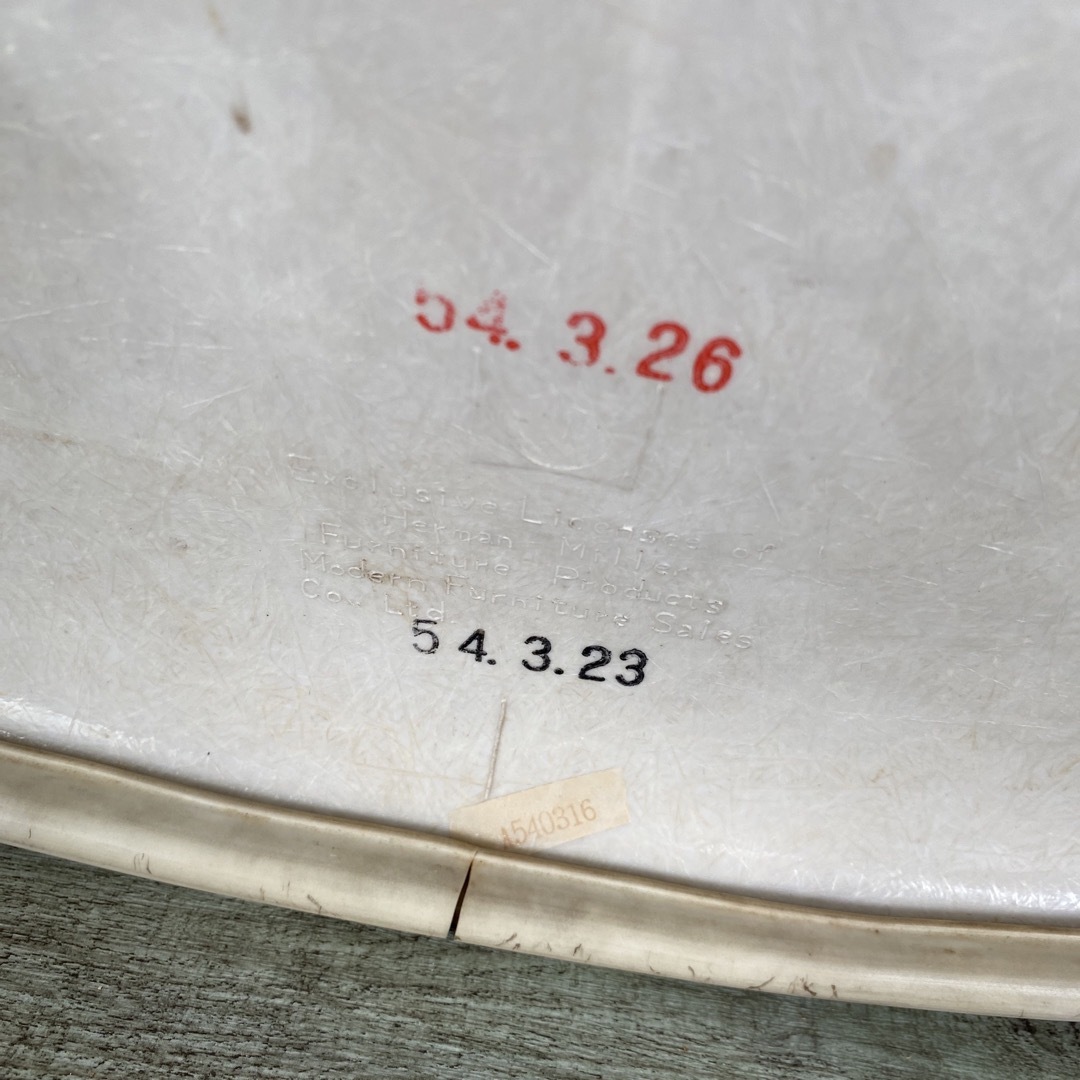 54.3.26
Exclusive Licensee of
Herman Miller
Furniture Products
Modern Furniture Sales
Co., Ltd.
54.3.23
A540316